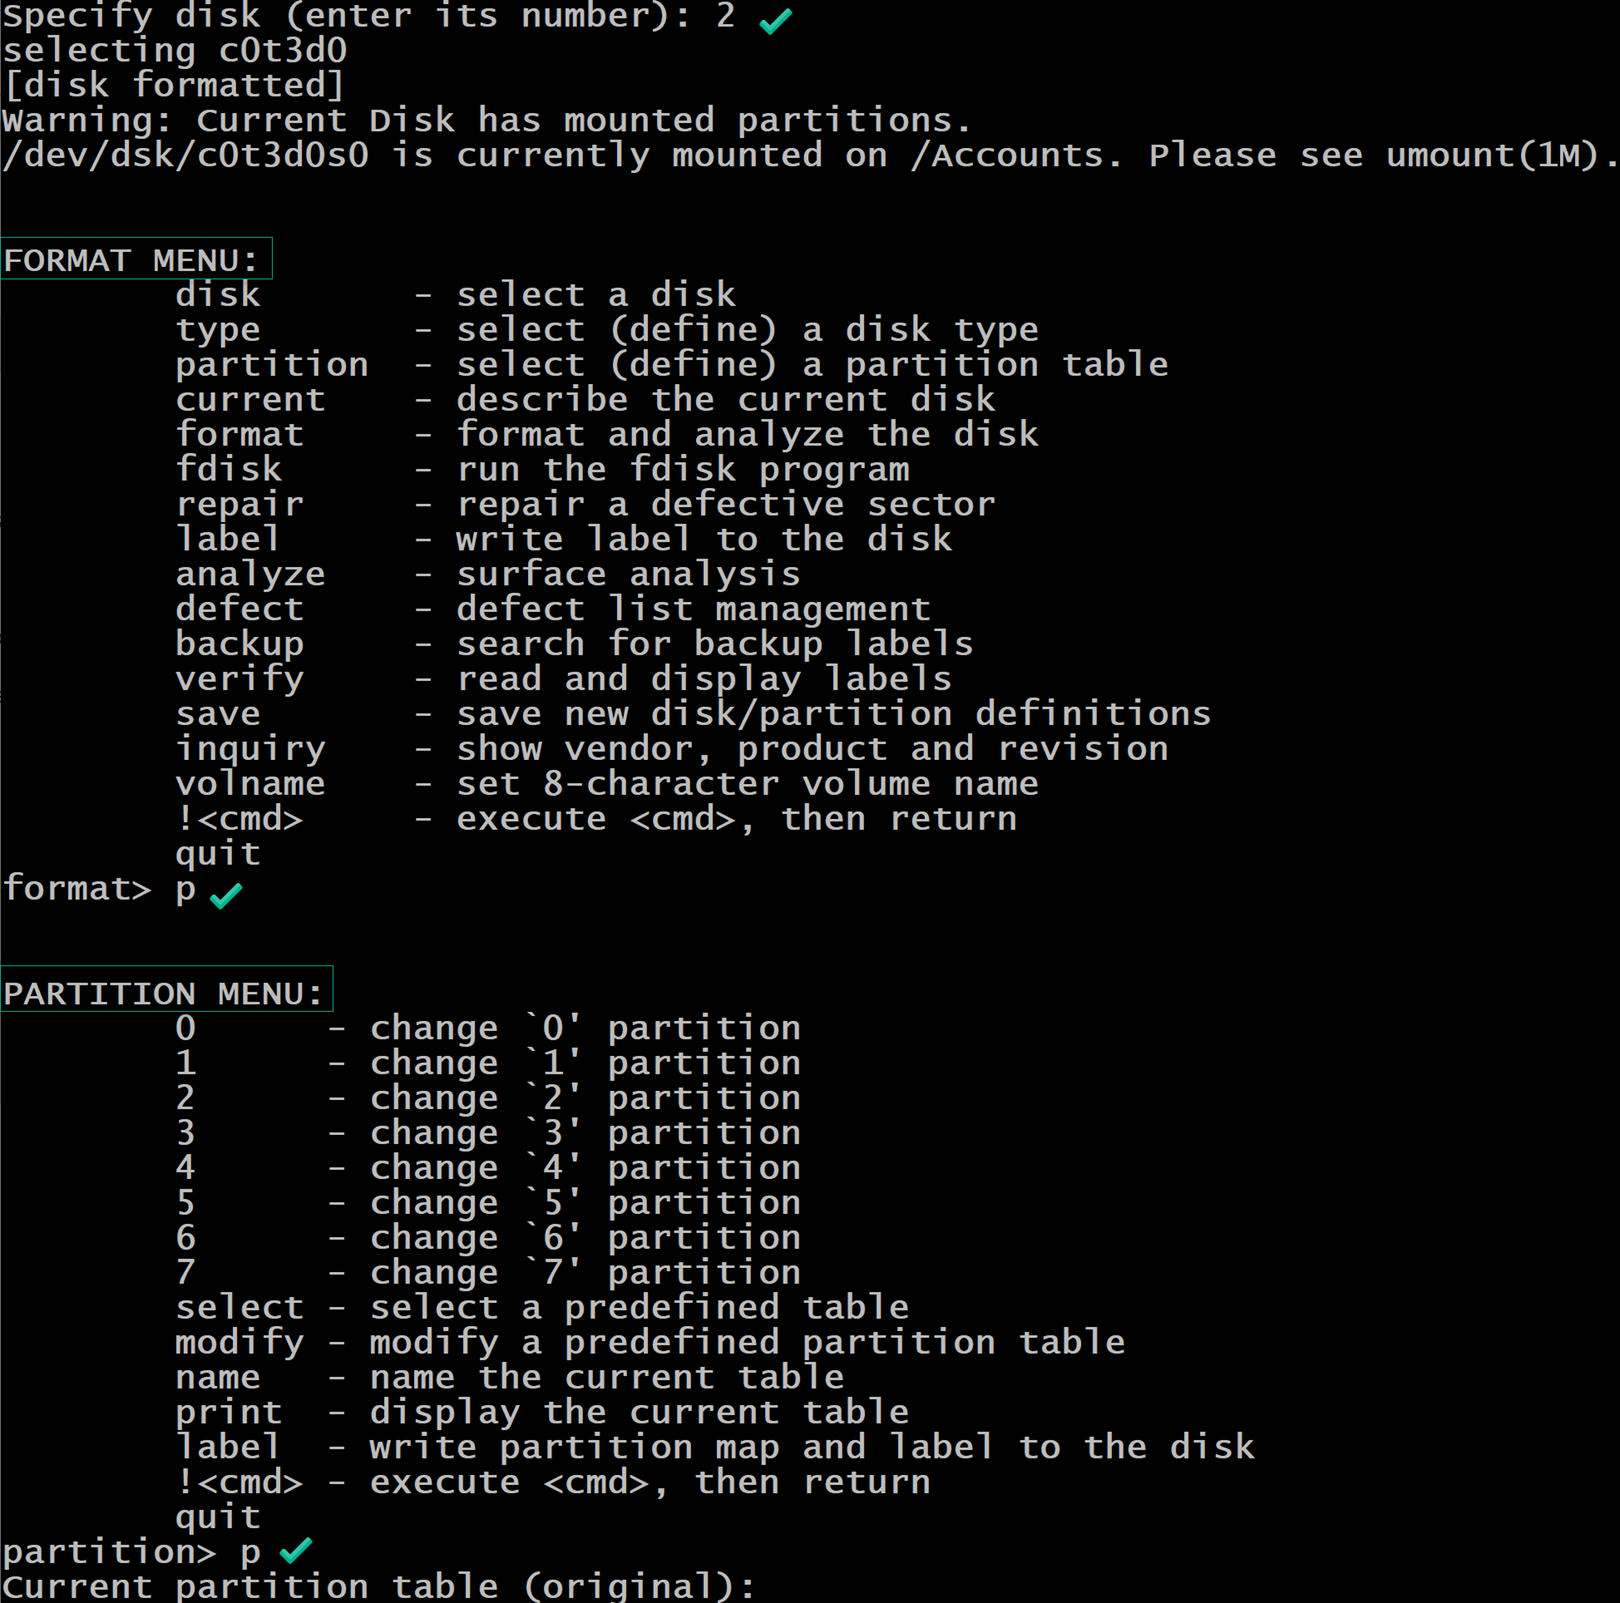 Specify disk (enter its number): 2
selecting c0t3d0
[disk formatted]
Warning: Current Disk has mounted partitions.
/dev/dsk/c0t3d0s0 is currently mounted on /Accounts. Please see umount(1M).
FORMAT MENU:
disk - select a disk
type - select (define) a disk type
partition - select (define) a partition table
current - describe the current disk
format - format and analyze the disk
fdisk - run the fdisk program
repair - repair a defective sector
label - write label to the disk
analyze - surface analysis
defect - defect list management
backup - search for backup labels
verify - read and display labels
save - save new disk/partition definitions
inquiry - show vendor, product and revision
volname - set 8-character volume name
!<cmd> - execute <cmd>, then return
quit
format> p
PARTITION MENU:
0 - change `0' partition
1 - change `1' partition
2 - change `2' partition
3 - change `3' partition
4 - change `4' partition
5 - change `5' partition
6 - change `6' partition
7 - change `7' partition
select - select a predefined table
modify - modify a predefined partition table
name - name the current table
print - display the current table
label - write partition map and label to the disk
!<cmd> - execute <cmd>, then return
quit
partition> p
Current partition table (original):